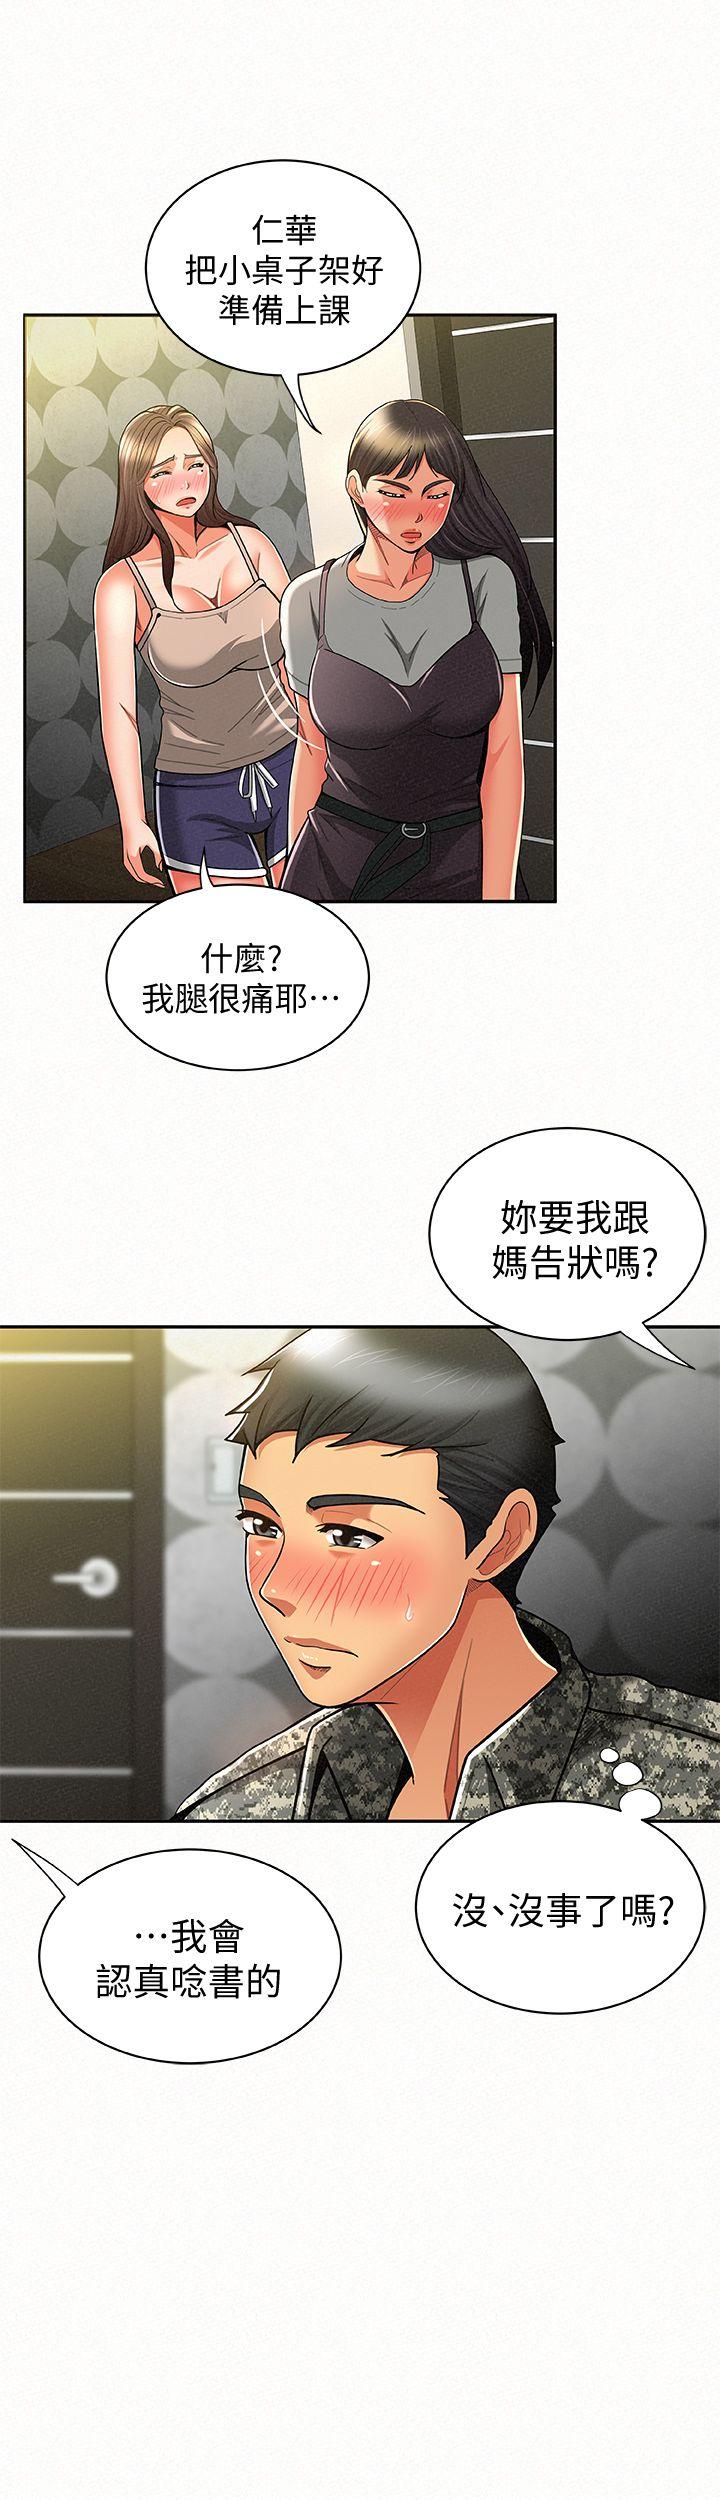 仁華
把小桌子架好
準備上課
什麼?
我腿很痛耶…
妳要我跟
媽告狀嗎?
…我會
認真唸書的
沒、沒事了嗎?